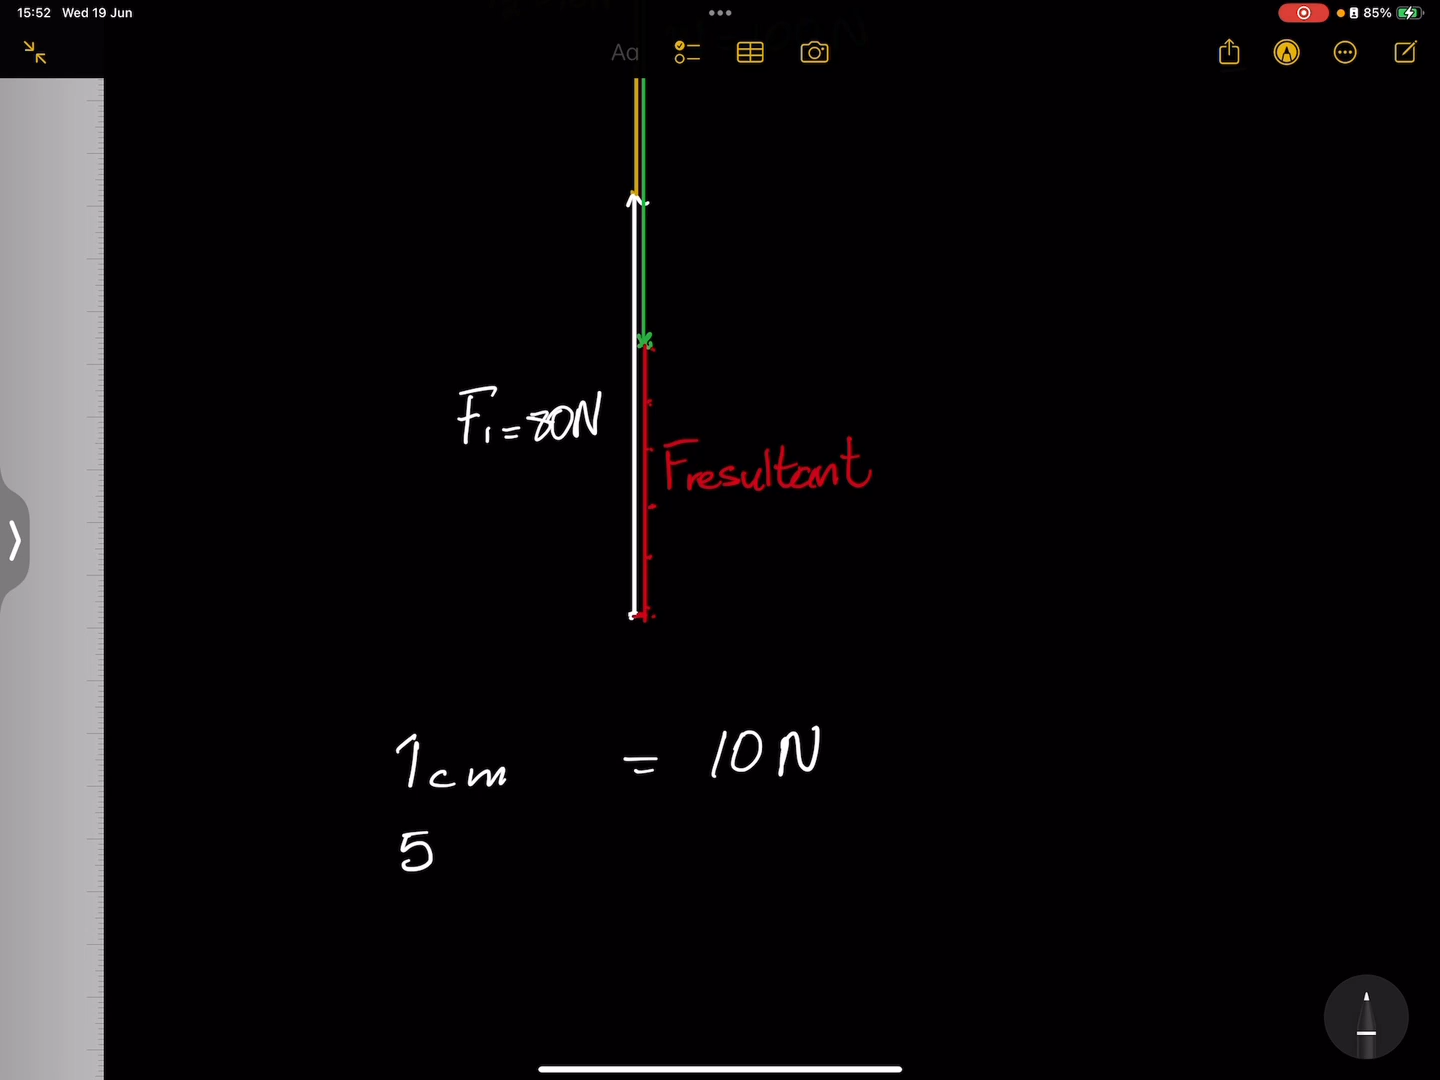 15:52 Wed 19 Jun
85%
Aa
F1 = 80N
Fresultant
1cm = 10N
5